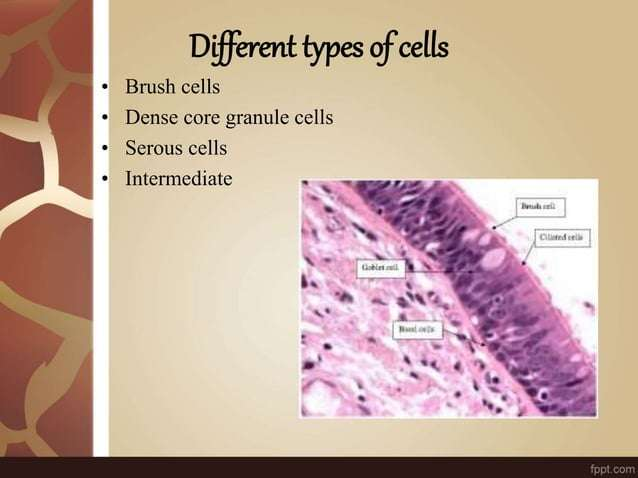 Different types of cells
• Brush cells
• Dense core granule cells
• Serous cells
• Intermediate
Brush cell
Ciliated cells
Goblet cell
Basal cells
fppt.com